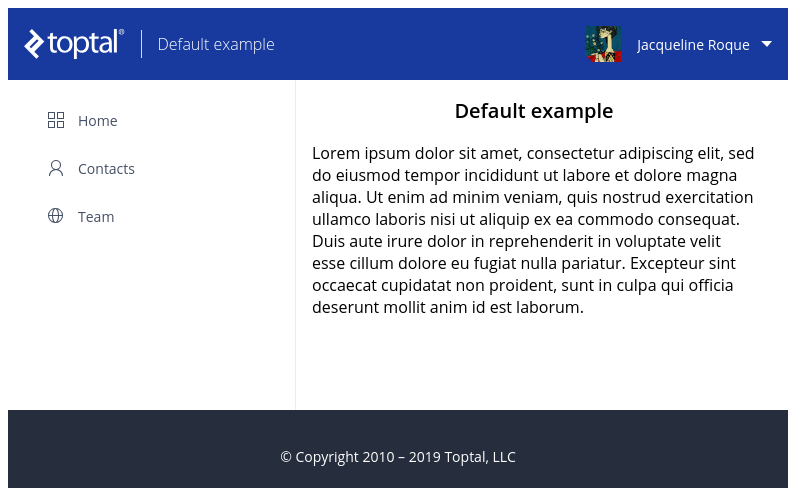 toptal®
Default example
Jacqueline Roque
Home
Contacts
Team
Default example
Lorem ipsum dolor sit amet, consectetur adipiscing elit, sed
do eiusmod tempor incididunt ut labore et dolore magna
aliqua. Ut enim ad minim veniam, quis nostrud exercitation
ullamco laboris nisi ut aliquip ex ea commodo consequat.
Duis aute irure dolor in reprehenderit in voluptate velit
esse cillum dolore eu fugiat nulla pariatur. Excepteur sint
occaecat cupidatat non proident, sunt in culpa qui officia
deserunt mollit anim id est laborum.
© Copyright 2010 – 2019 Toptal, LLC